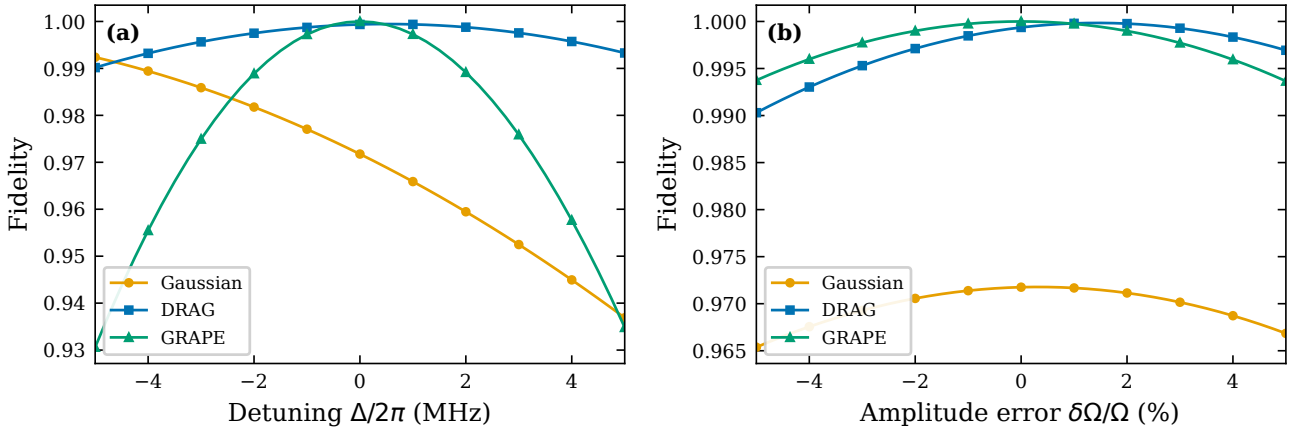 (a)
Fidelity
1.00
0.99
0.98
0.97
0.96
0.95
0.94
0.93
Gaussian
DRAG
GRAPE
−4 −2 0 2 4
Detuning Δ/2π (MHz)
(b)
Fidelity
1.000
0.995
0.990
0.985
0.980
0.975
0.970
0.965
Gaussian
DRAG
GRAPE
−4 −2 0 2 4
Amplitude error δΩ/Ω (%)